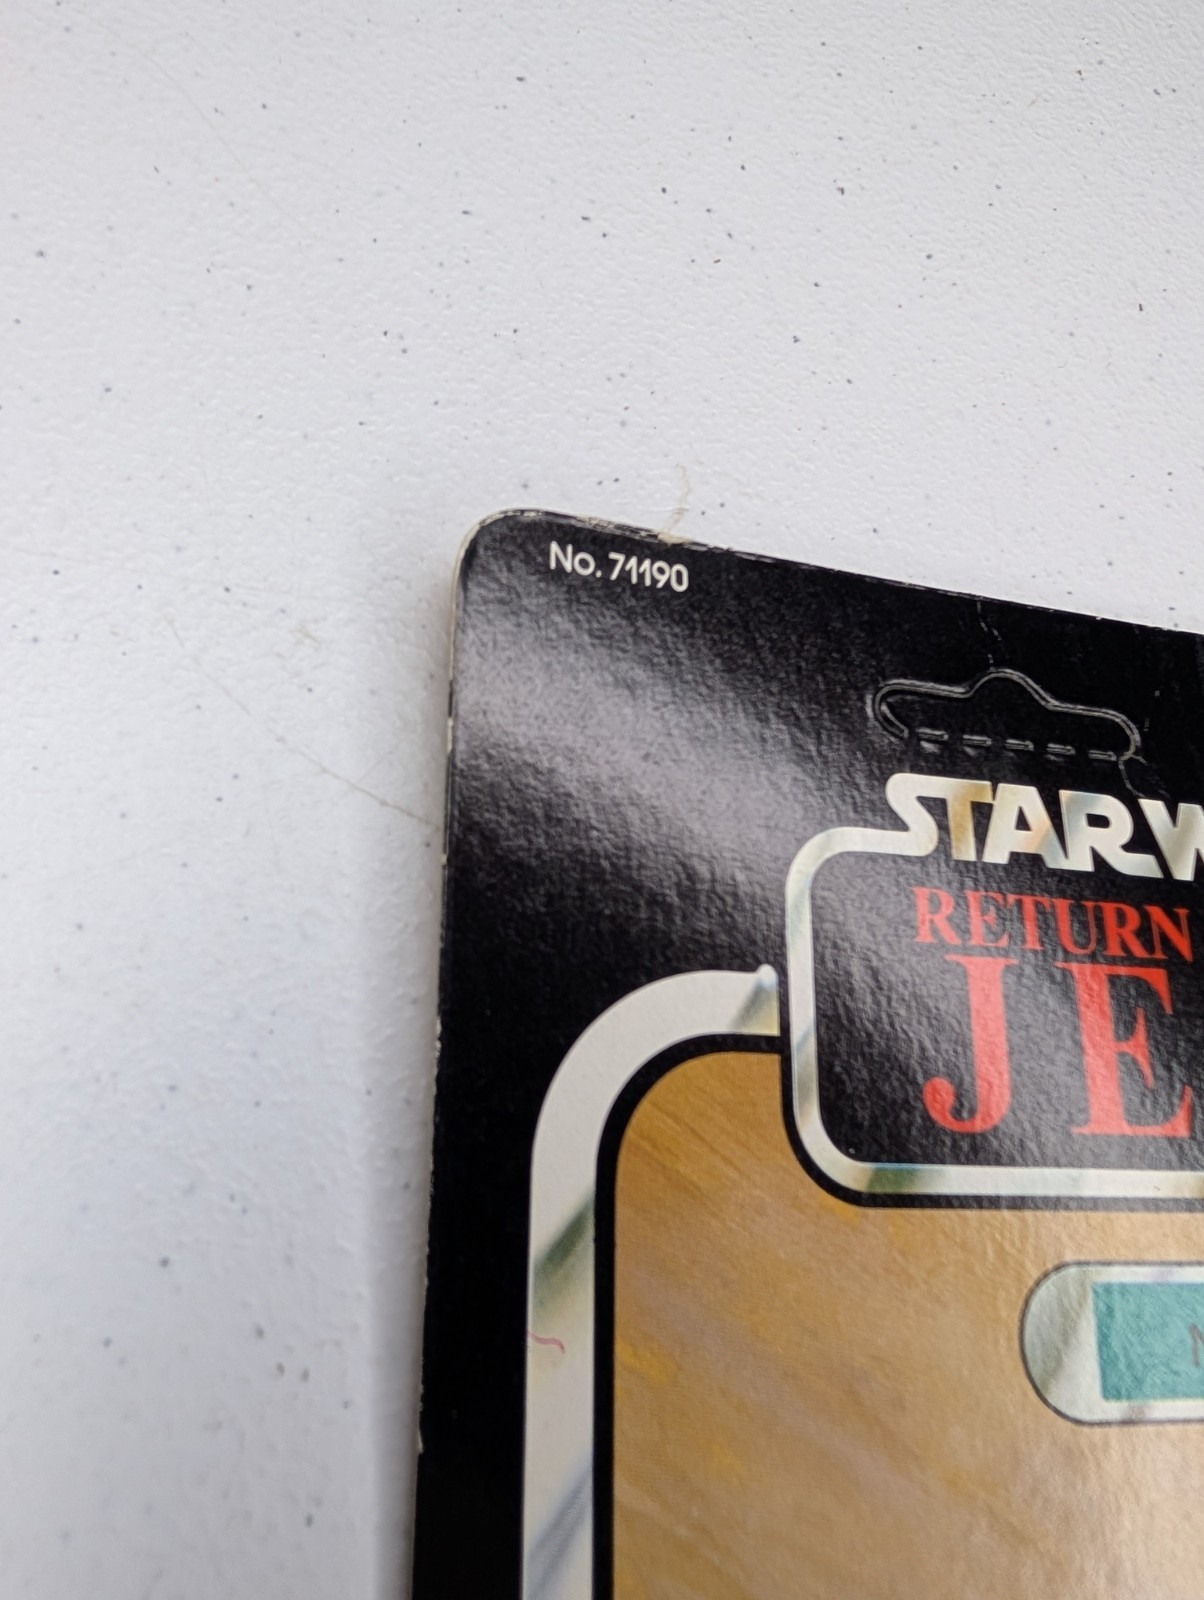 No. 71190
STAR W
RETURN
JE